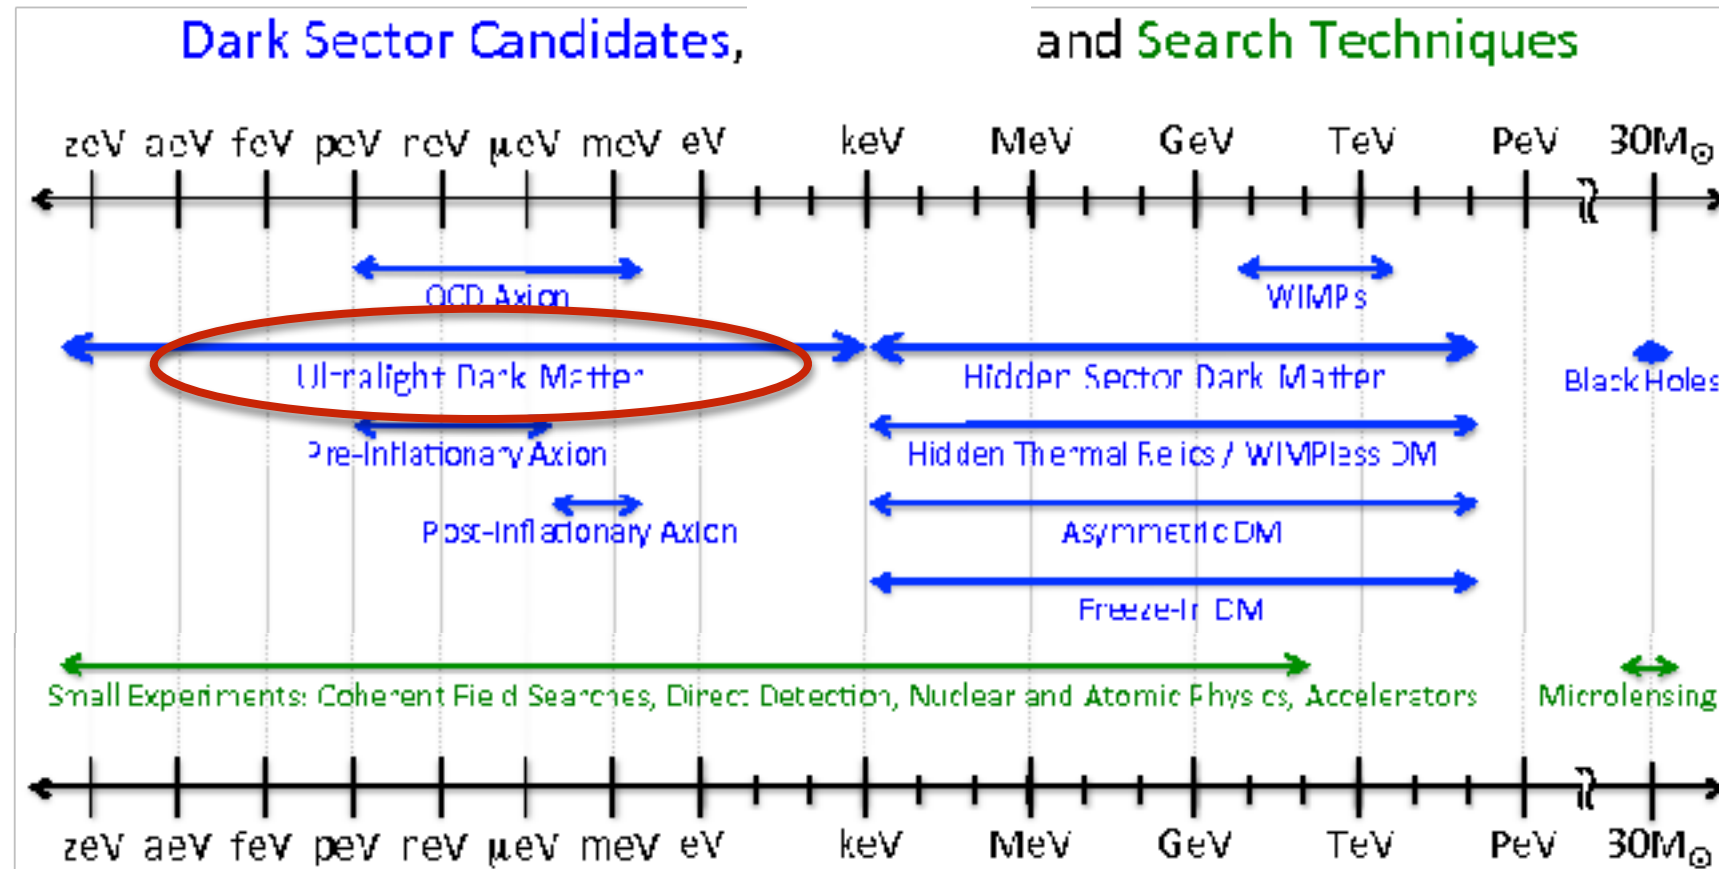 Dark Sector Candidates, and Search Techniques
zeV aeV feV peV neV μeV meV eV keV MeV GeV TeV PeV 30M⊙
QCD Axion WIMPs
Ultralight Dark Matter Hidden Sector Dark Matter Black Holes
Pre-Inflationary Axion Hidden Thermal Relics / WIMPless DM
Post-Inflationary Axion Asymmetric DM
Freeze-In DM
Small Experiments: Coherent Field Searches, Direct Detection, Nuclear and Atomic Physics, Accelerators Microlensing
zeV aeV feV peV neV μeV meV eV keV MeV GeV TeV PeV 30M⊙